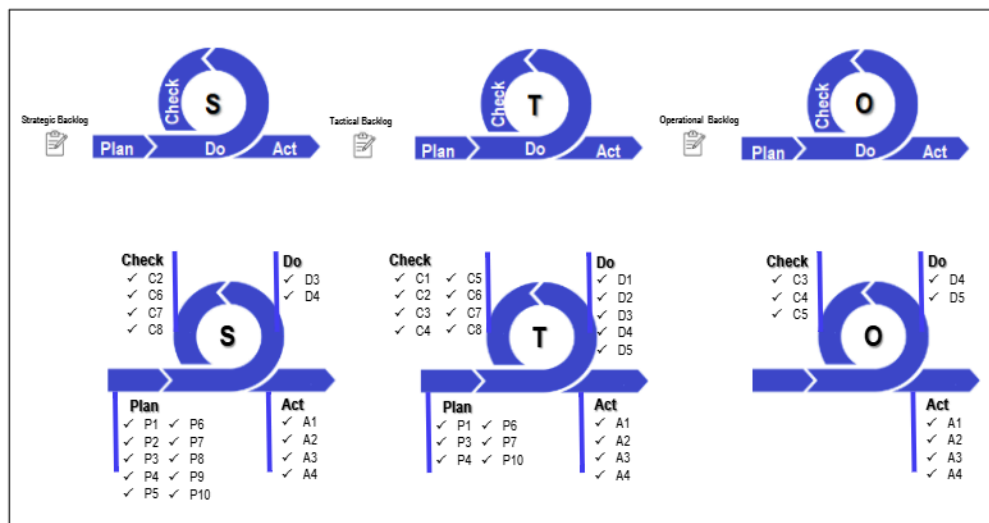 Strategic Backlog
Check
S
Plan
Do
Act
Tactical Backlog
Check
T
Plan
Do
Act
Operational Backlog
Check
O
Plan
Do
Act
Check
✓ C2
✓ C6
✓ C7
✓ C8
Do
✓ D3
✓ D4
S
Plan
✓ P1 ✓ P6
✓ P2 ✓ P7
✓ P3 ✓ P8
✓ P4 ✓ P9
✓ P5 ✓ P10
Act
✓ A1
✓ A2
✓ A3
✓ A4
Check
✓ C1 ✓ C5
✓ C2 ✓ C6
✓ C3 ✓ C7
✓ C4 ✓ C8
Do
✓ D1
✓ D2
✓ D3
✓ D4
✓ D5
T
Plan
✓ P1 ✓ P6
✓ P3 ✓ P7
✓ P4 ✓ P10
Act
✓ A1
✓ A2
✓ A3
✓ A4
Check
✓ C3
✓ C4
✓ C5
Do
✓ D4
✓ D5
O
Act
✓ A1
✓ A2
✓ A3
✓ A4